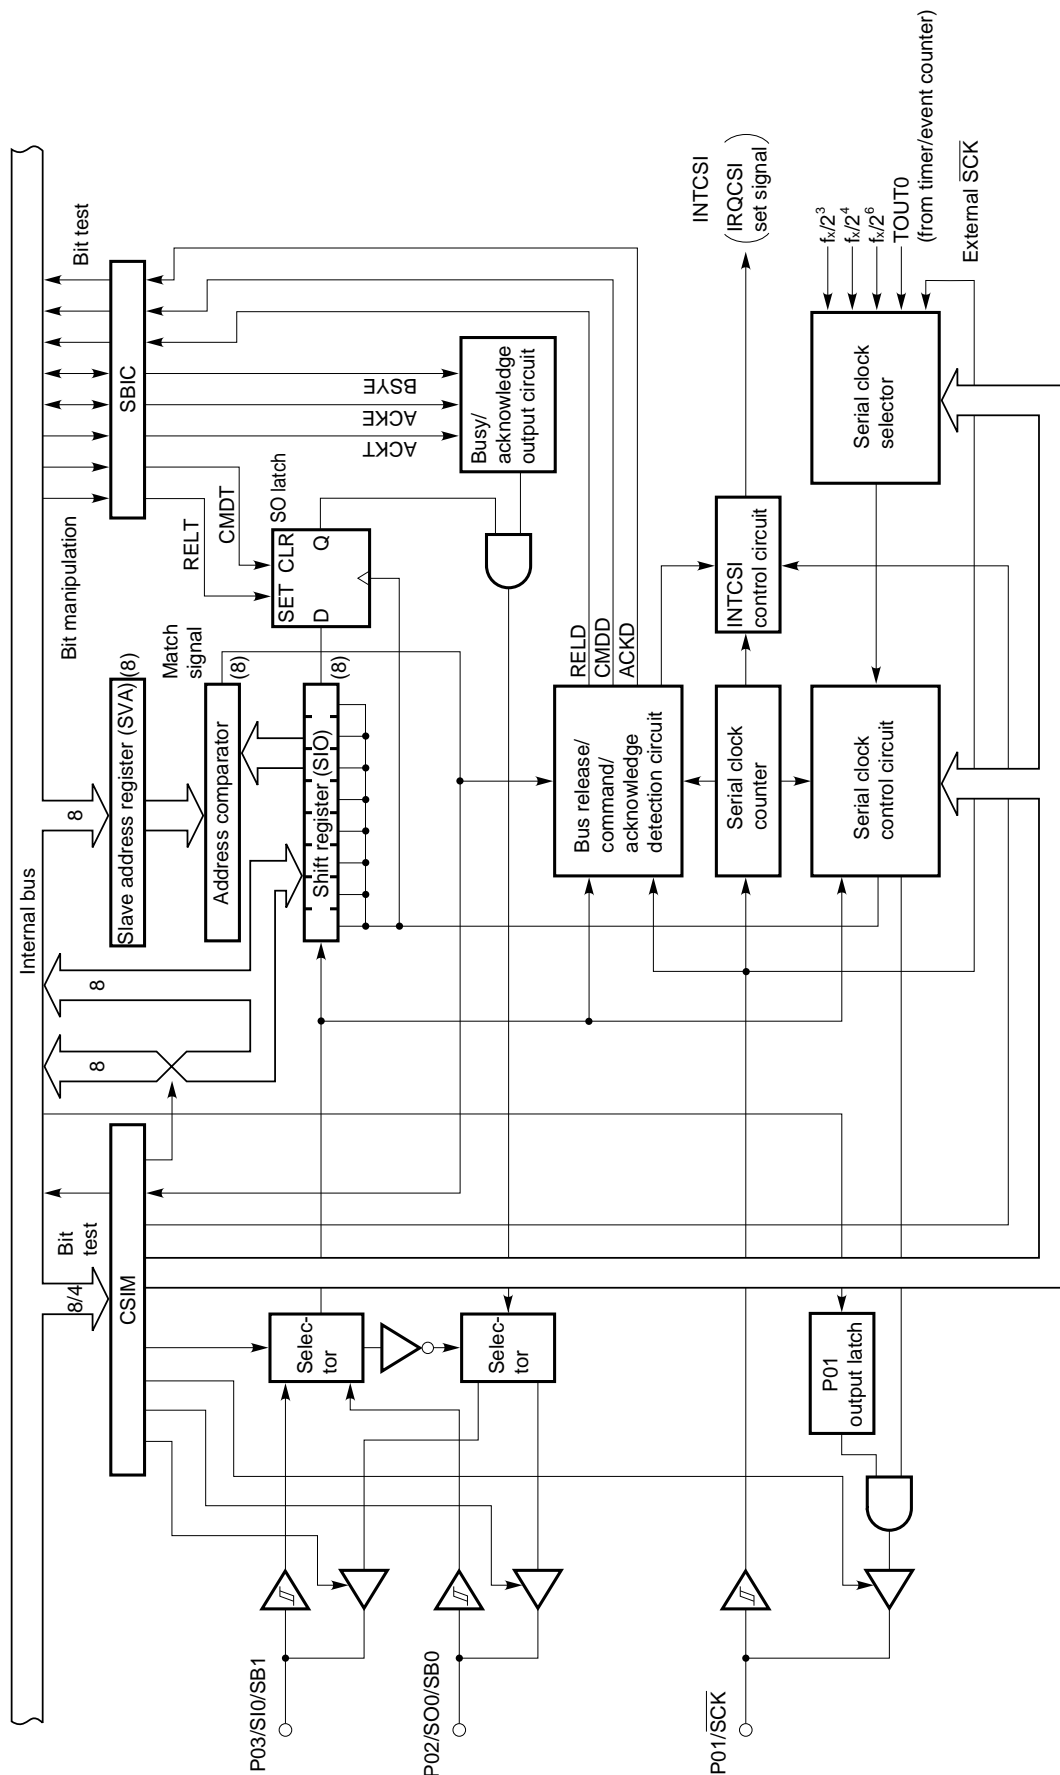 Internal bus
8/4
Bit
test
8
8
8
Bit manipulation
Bit test
CSIM
Slave address register (SVA)
(8)
SBIC
Match
signal
RELT
CMDT
Address comparator
(8)
SET CLR
D Q
SO latch
ACKT
ACKE
BSYE
P03/SI0/SB1
Selec-
tor
Shift register (SIO)
(8)
Busy/
acknowledge
output circuit
P02/SO0/SB0
Selec-
tor
Bus release/
command/
acknowledge
detection circuit
RELD
CMDD
ACKD
P01/SCK
Serial clock
counter
INTCSI
control circuit
INTCSI
(IRQCSI
set signal)
P01
output latch
Serial clock
control circuit
Serial clock
selector
fx/2³
fx/2⁴
fx/2⁶
TOUT0
(from timer/event counter)
External SCK